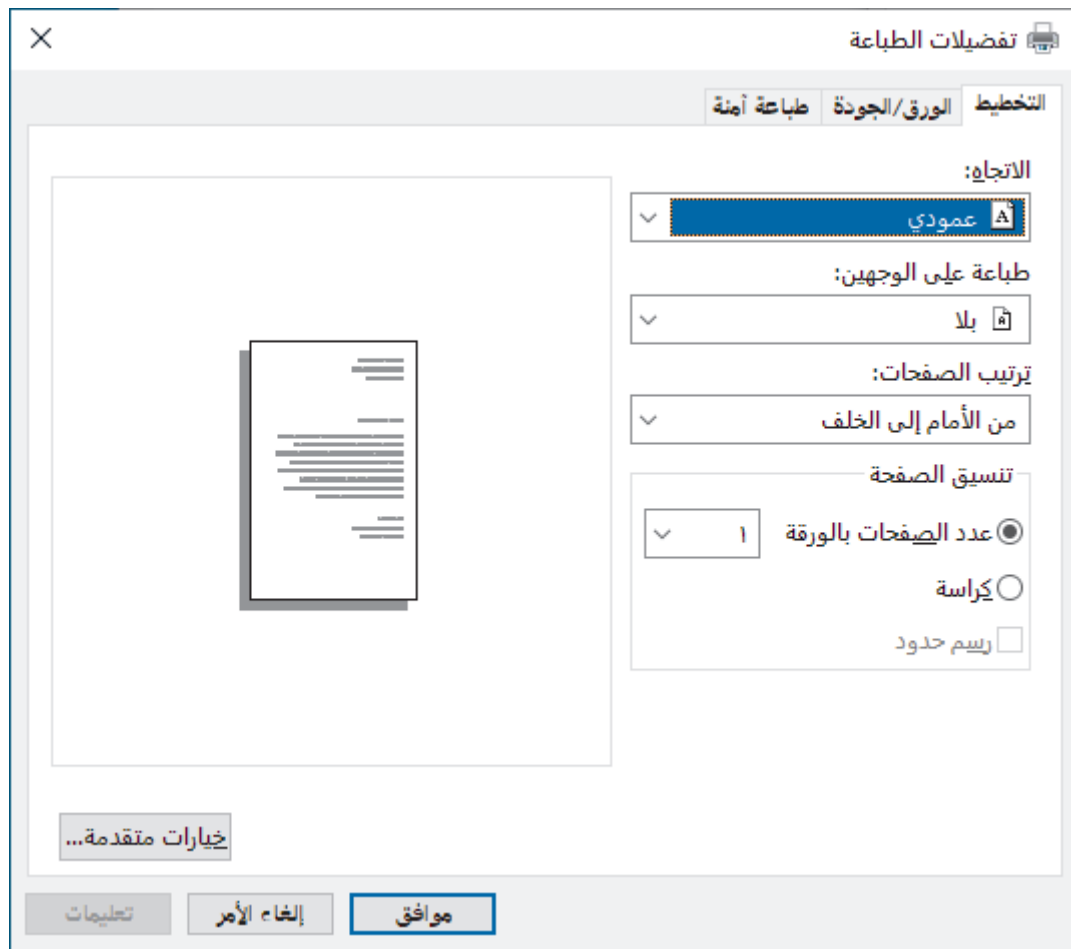 تفضيلات الطباعة
التخطيط
الورق/الجودة
طباعة آمنة
الاتجاه:
A عمودي
طباعة على الوجهين:
A بلا
ترتيب الصفحات:
من الأمام إلى الخلف
تنسيق الصفحة
عدد الصفحات بالورقة
١
كراسة
رسم حدود
خيارات متقدمة...
موافق
إلغاء الأمر
تعليمات